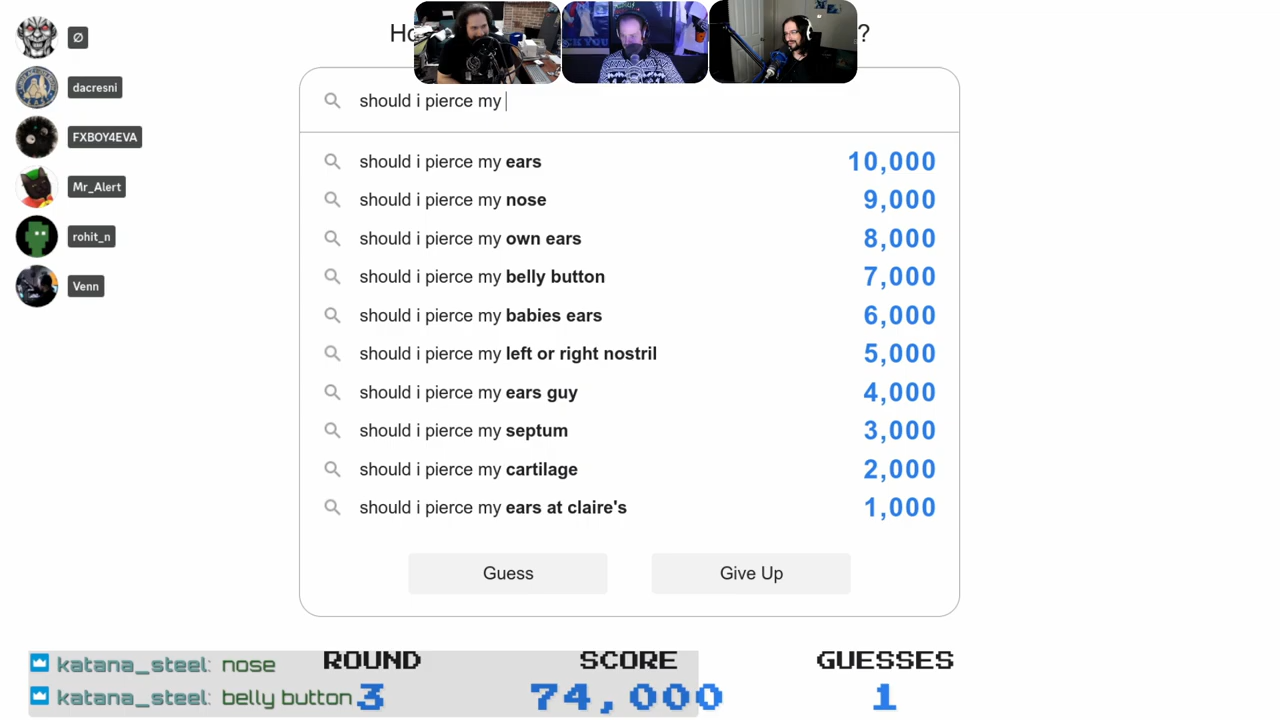 Ho ?
Ø
dacresni
FXBOY4EVA
Mr_Alert
rohit_n
Venn
should i pierce my
should i pierce my ears 10,000
should i pierce my nose 9,000
should i pierce my own ears 8,000
should i pierce my belly button 7,000
should i pierce my babies ears 6,000
should i pierce my left or right nostril 5,000
should i pierce my ears guy 4,000
should i pierce my septum 3,000
should i pierce my cartilage 2,000
should i pierce my ears at claire's 1,000
Guess Give Up
katana_steel: nose
katana_steel: belly button
ROUND SCORE GUESSES
3 74,000 1